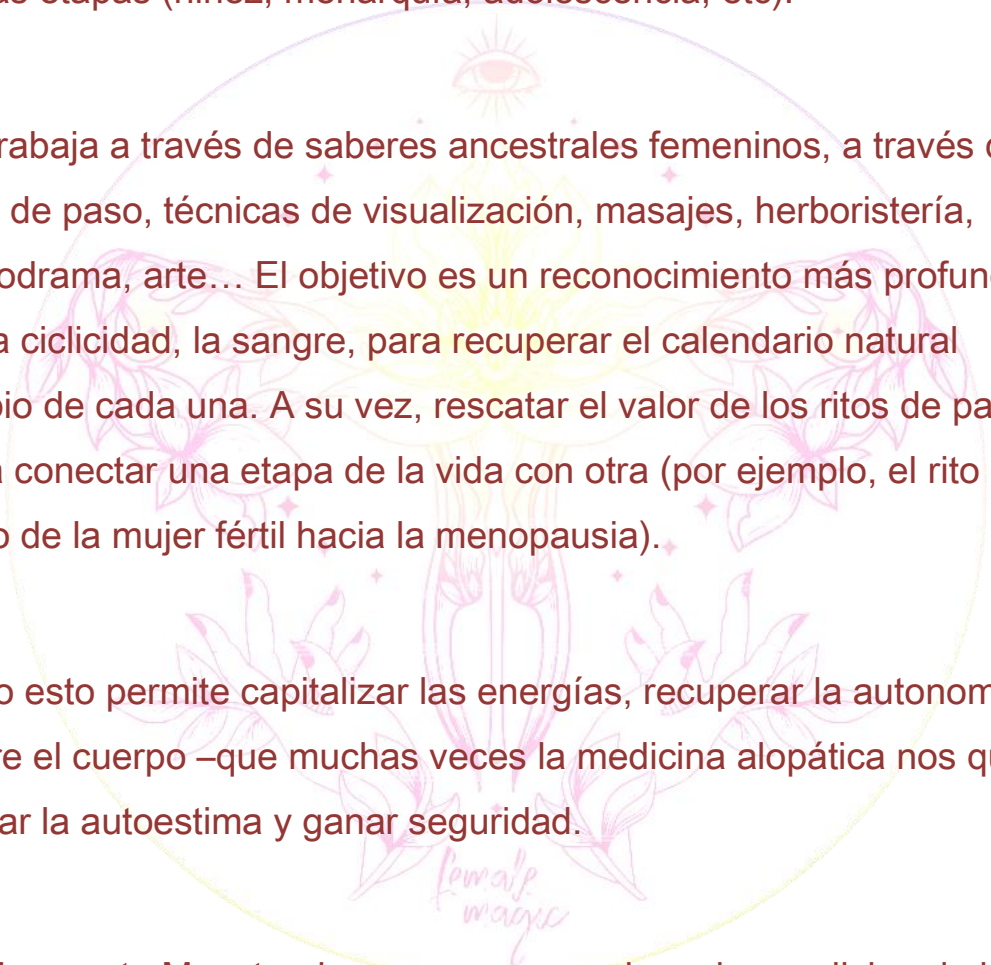 etapas (niñez, menarquia, adolescencia, etc).
rabaja a través de saberes ancestrales femeninos, a través
de paso, técnicas de visualización, masajes, herboristería,
odrama, arte… El objetivo es un reconocimiento más profun
a ciclicidad, la sangre, para recuperar el calendario natural
pio de cada una. A su vez, rescatar el valor de los ritos de pa
a conectar una etapa de la vida con otra (por ejemplo, el rito
o de la mujer fértil hacia la menopausia).
o esto permite capitalizar las energías, recuperar la autonom
re el cuerpo –que muchas veces la medicina alopática nos qu
ar la autoestima y ganar seguridad.
female
magic